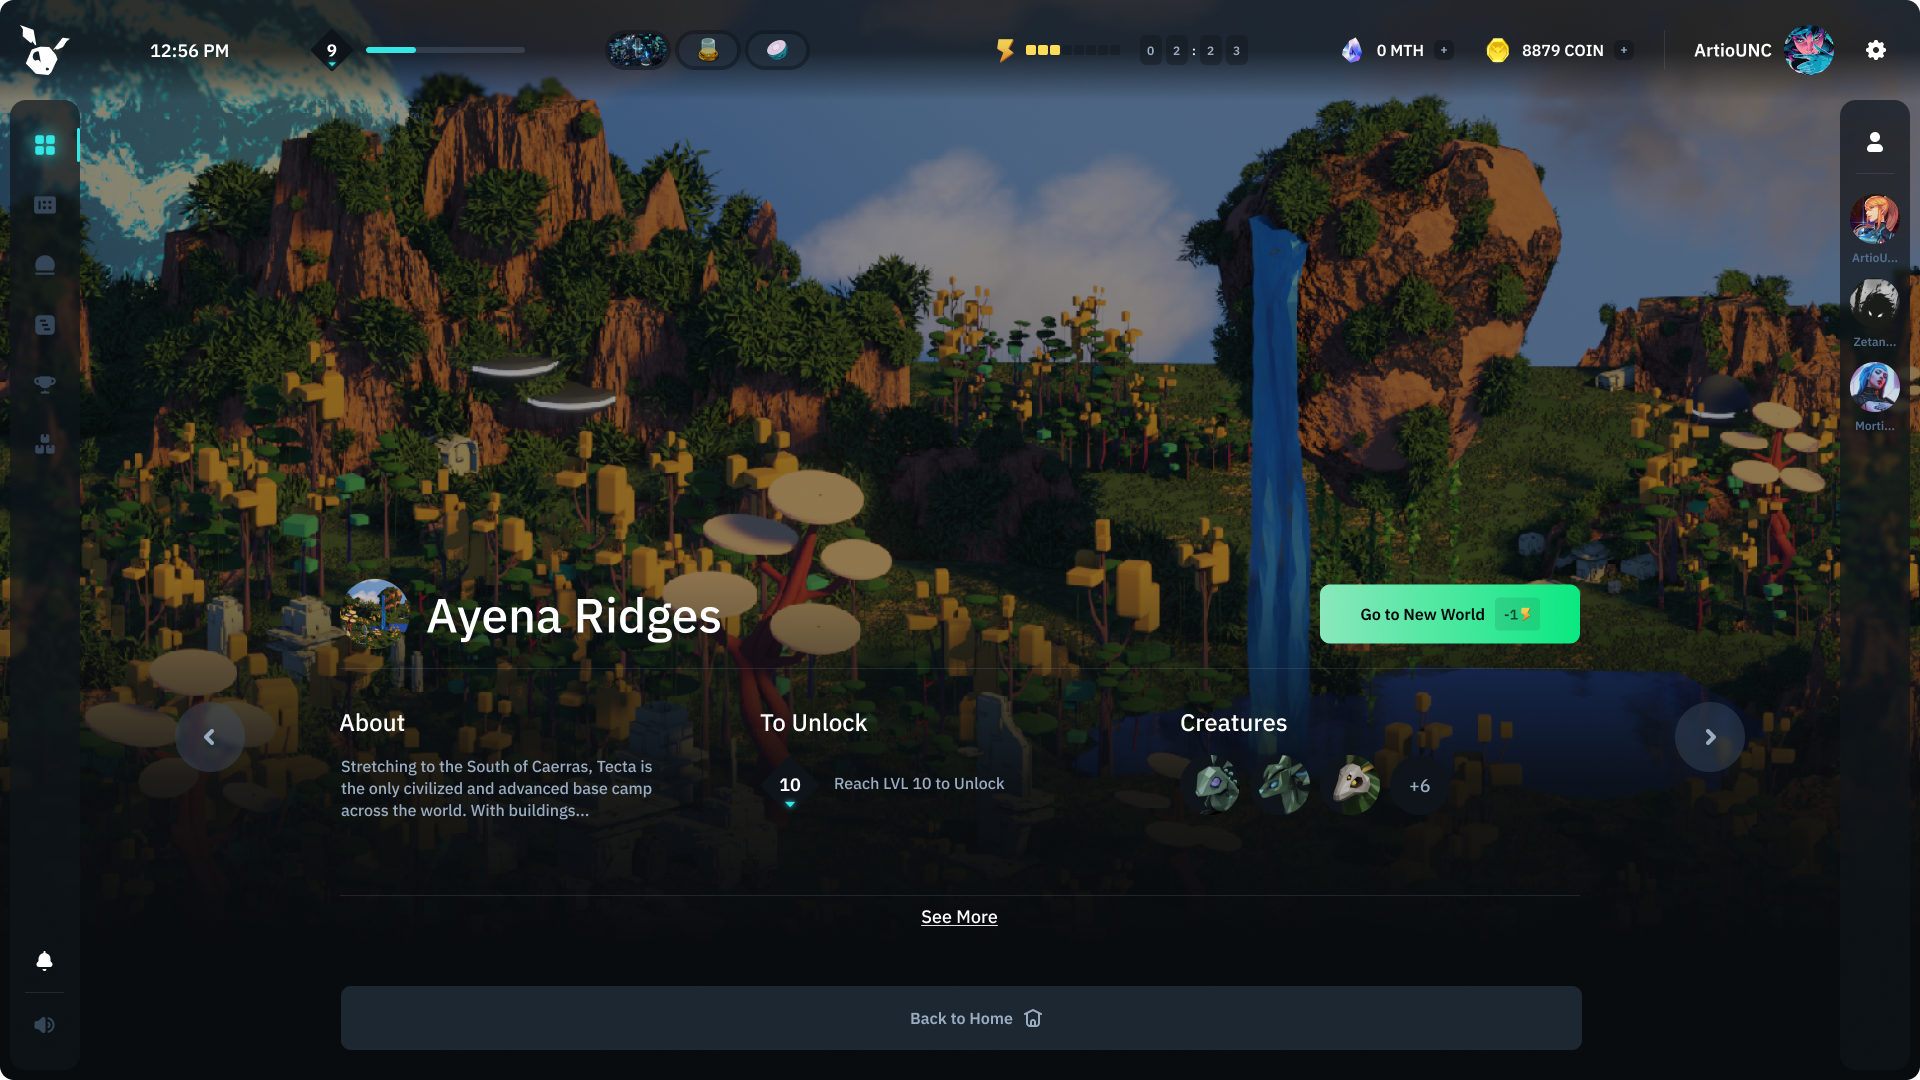 12:56 PM
9
0 2 : 2 3
0 MTH +
8879 COIN +
ArtioUNC
ArtioU...
Zetan...
Morti...
Ayena Ridges
Go to New World -1
About
Stretching to the South of Caerras, Tecta is
the only civilized and advanced base camp
across the world. With buildings...
To Unlock
10
Reach LVL 10 to Unlock
Creatures
+6
See More
Back to Home